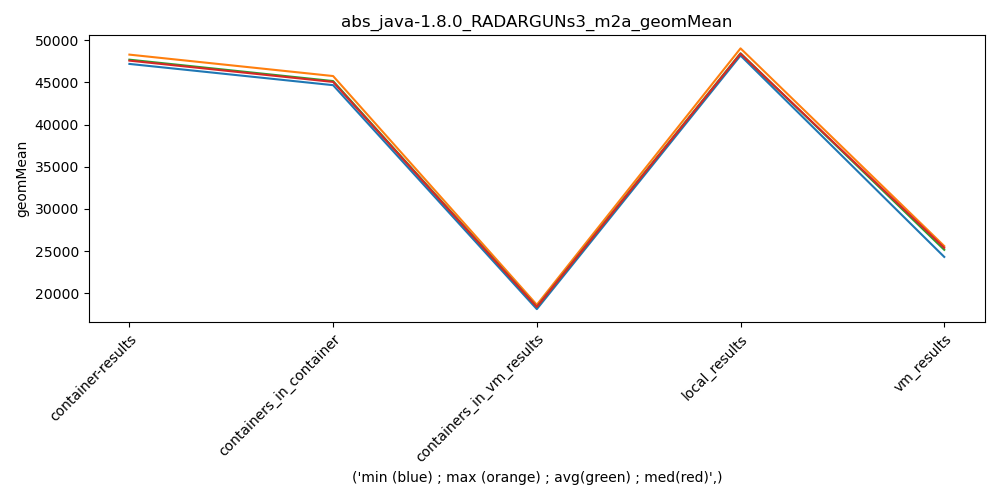 abs_java-1.8.0_RADARGUNs3_m2a_geomMean
geomMean
50000
45000
40000
35000
30000
25000
20000
container-results
containers_in_container
containers_in_vm_results
local_results
vm_results
('min (blue) ; max (orange) ; avg(green) ; med(red)',)